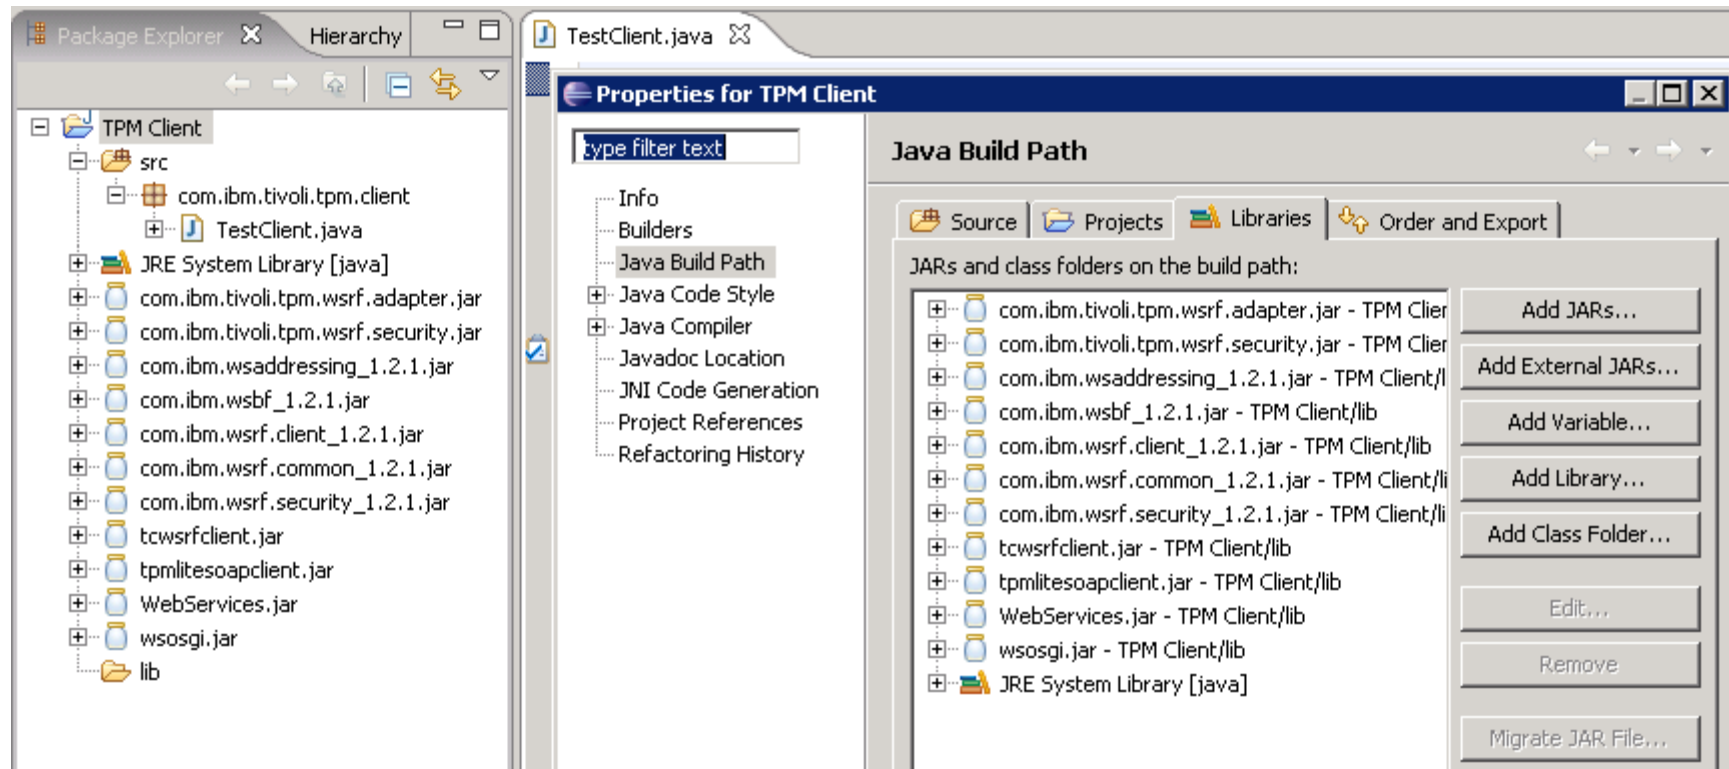 Package Explorer
Hierarchy
TPM Client
src
com.ibm.tivoli.tpm.client
TestClient.java
JRE System Library [java]
com.ibm.tivoli.tpm.wsrf.adapter.jar
com.ibm.tivoli.tpm.wsrf.security.jar
com.ibm.wsaddressing_1.2.1.jar
com.ibm.wsbf_1.2.1.jar
com.ibm.wsrf.client_1.2.1.jar
com.ibm.wsrf.common_1.2.1.jar
com.ibm.wsrf.security_1.2.1.jar
tcwsrfclient.jar
tpmlitesoapclient.jar
WebServices.jar
wsosgi.jar
lib
TestClient.java
Properties for TPM Client
type filter text
Info
Builders
Java Build Path
Java Code Style
Java Compiler
Javadoc Location
JNI Code Generation
Project References
Refactoring History
Java Build Path
Source
Projects
Libraries
Order and Export
JARs and class folders on the build path:
com.ibm.tivoli.tpm.wsrf.adapter.jar - TPM Clier
com.ibm.tivoli.tpm.wsrf.security.jar - TPM Clier
com.ibm.wsaddressing_1.2.1.jar - TPM Client/l
com.ibm.wsbf_1.2.1.jar - TPM Client/lib
com.ibm.wsrf.client_1.2.1.jar - TPM Client/lib
com.ibm.wsrf.common_1.2.1.jar - TPM Client/li
com.ibm.wsrf.security_1.2.1.jar - TPM Client/li
tcwsrfclient.jar - TPM Client/lib
tpmlitesoapclient.jar - TPM Client/lib
WebServices.jar - TPM Client/lib
wsosgi.jar - TPM Client/lib
JRE System Library [java]
Add JARs...
Add External JARs...
Add Variable...
Add Library...
Add Class Folder...
Edit...
Remove
Migrate JAR File...